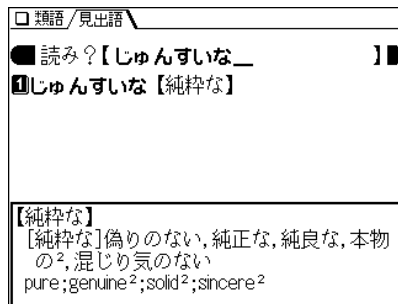 類語/見出語
読み?【じゅんすいな_ 】
1じゅんすいな【純粋な】
【純粋な】
[純粋な]偽りのない,純正な,純良な,本物
の²,混じり気のない
pure;genuine²;solid²;sincere²